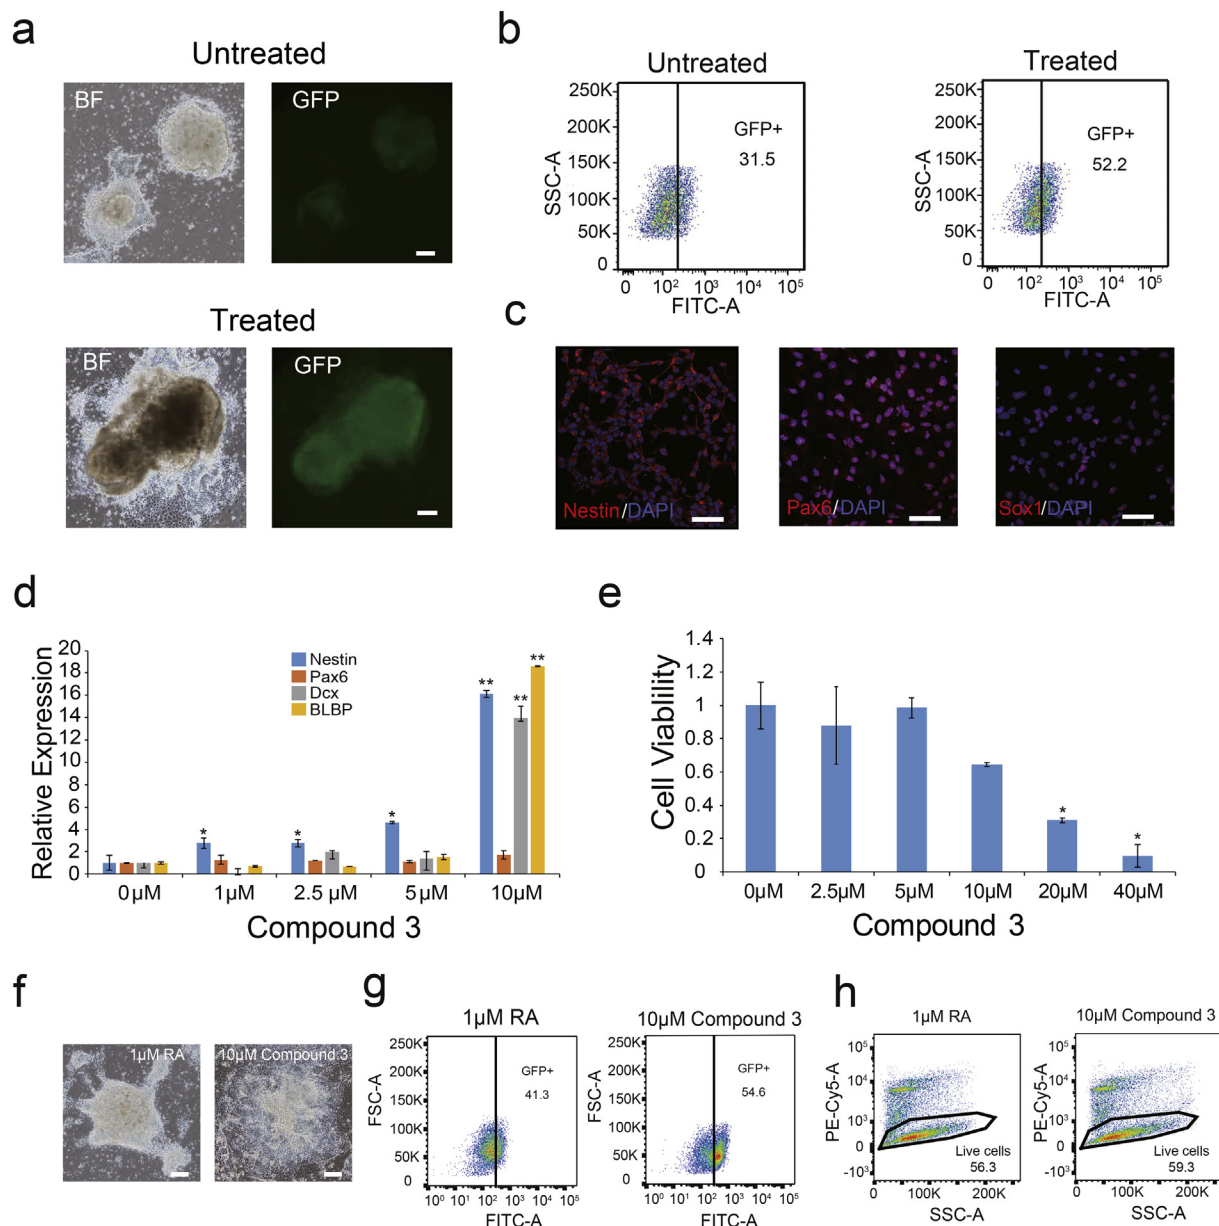 a
Untreated
BF
GFP
Treated
BF
GFP
b
Untreated
Treated
250K
200K
150K
100K
50K
0
SSC-A
GFP+
31.5
0 10² 10³ 10⁴ 10⁵
FITC-A
250K
200K
150K
100K
50K
0
SSC-A
GFP+
52.2
0 10² 10³ 10⁴ 10⁵
FITC-A
c
Nestin/DAPI
Pax6/DAPI
Sox1/DAPI
d
Relative Expression
20
18
16
14
12
10
8
6
4
2
0
Nestin
Pax6
Dcx
BLBP
*
*
*
**
**
**
0µM 1µM 2.5 µM 5 µM 10µM
Compound 3
e
Cell Viablility
1.4
1.2
1
0.8
0.6
0.4
0.2
0
*
*
0µM 2.5µM 5µM 10µM 20µM 40µM
Compound 3
f
1µM RA
10µM Compound 3
g
1µM RA
250K
200K
150K
100K
50K
0
FSC-A
GFP+
41.3
10⁰ 10¹ 10² 10³ 10⁴ 10⁵
FITC-A
10µM Compound 3
250K
200K
150K
100K
50K
0
FSC-A
GFP+
54.6
10⁰ 10¹ 10² 10³ 10⁴ 10⁵
FITC-A
h
1µM RA
10⁵
10⁴
10³
0
-10³
PE-Cy5-A
Live cells
56.3
0 100K 200K
SSC-A
10µM Compound 3
10⁵
10⁴
10³
0
-10³
PE-Cy5-A
Live cells
59.3
0 100K 200K
SSC-A